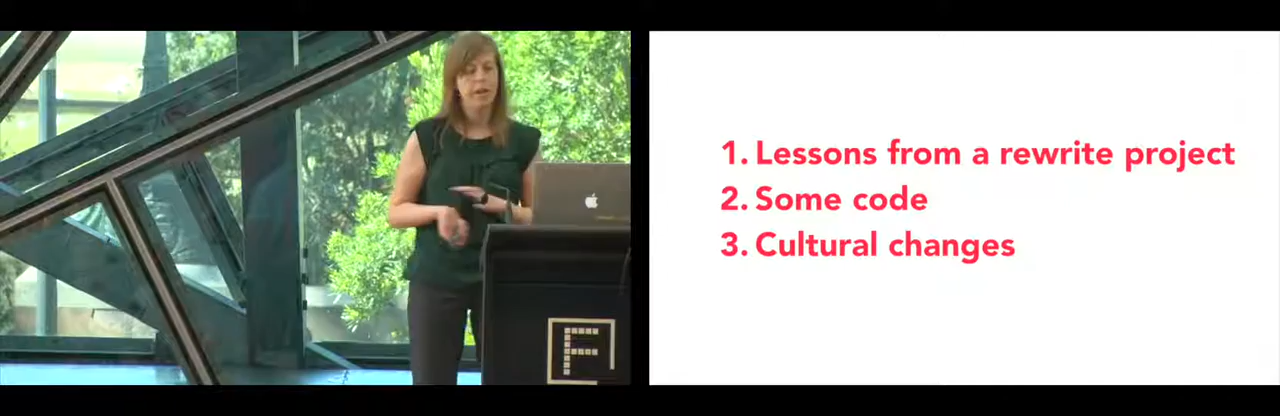 1. Lessons from a rewrite project
2. Some code
3. Cultural changes
F